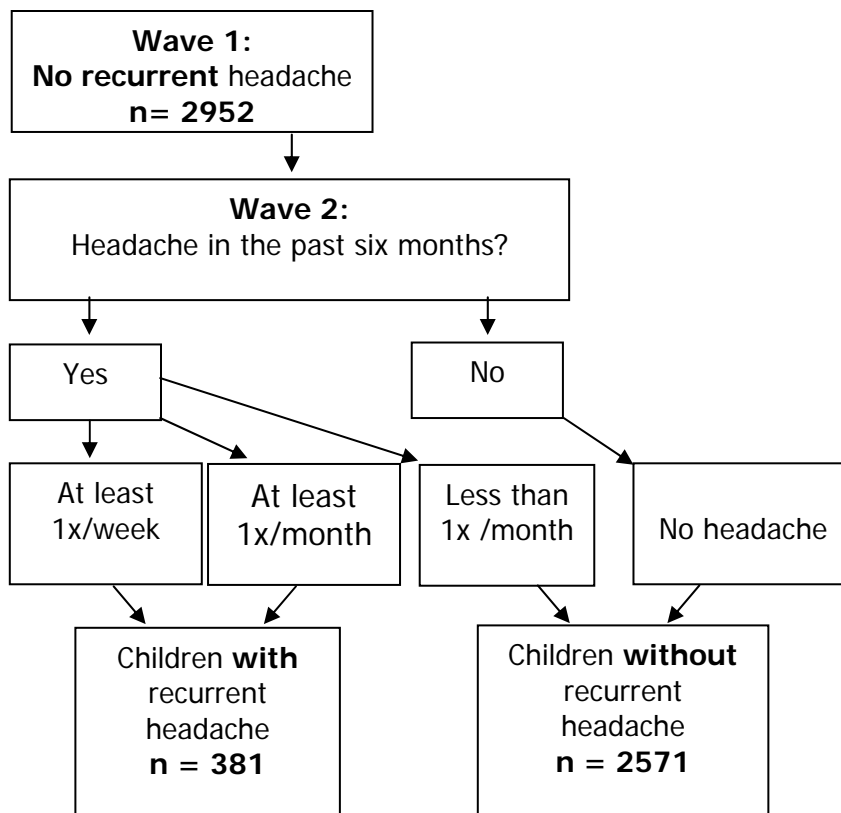 Wave 1:
No recurrent headache
n= 2952
Wave 2:
Headache in the past six months?
Yes
No
At least
1x/week
At least
1x/month
Less than
1x /month
No headache
Children with
recurrent
headache
n = 381
Children without
recurrent
headache
n = 2571